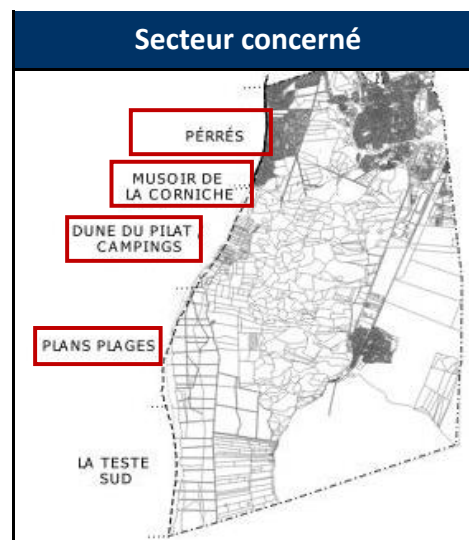 Secteur concerné
PÉRRÉS
MUSOIR DE
LA CORNICHE
DUNE DU PILAT
CAMPINGS
PLANS PLAGES
LA TESTE
SUD